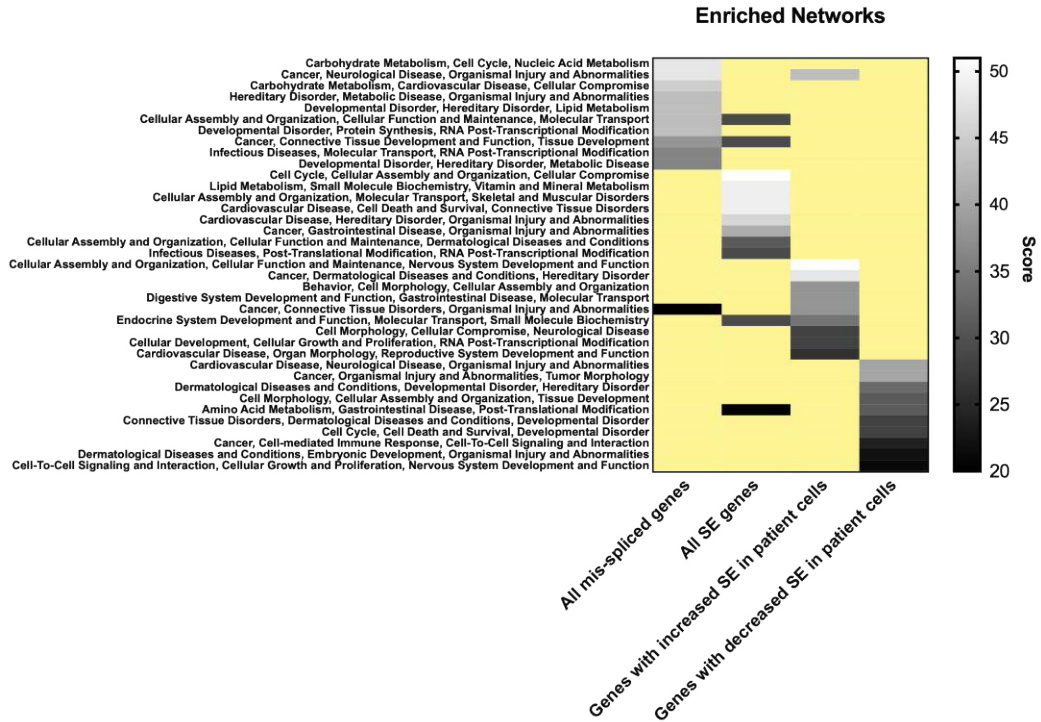 Enriched Networks
Carbohydrate Metabolism, Cell Cycle, Nucleic Acid Metabolism
Cancer, Neurological Disease, Organismal Injury and Abnormalities
Carbohydrate Metabolism, Cardiovascular Disease, Cellular Compromise
Hereditary Disorder, Metabolic Disease, Organismal Injury and Abnormalities
Developmental Disorder, Hereditary Disorder, Lipid Metabolism
Cellular Assembly and Organization, Cellular Function and Maintenance, Molecular Transport
Developmental Disorder, Protein Synthesis, RNA Post-Transcriptional Modification
Cancer, Connective Tissue Development and Function, Tissue Development
Infectious Diseases, Molecular Transport, RNA Post-Transcriptional Modification
Developmental Disorder, Hereditary Disorder, Metabolic Disease
Cell Cycle, Cellular Assembly and Organization, Cellular Compromise
Lipid Metabolism, Small Molecule Biochemistry, Vitamin and Mineral Metabolism
Cellular Assembly and Organization, Molecular Transport, Skeletal and Muscular Disorders
Cardiovascular Disease, Cell Death and Survival, Connective Tissue Disorders
Cardiovascular Disease, Hereditary Disorder, Organismal Injury and Abnormalities
Cancer, Gastrointestinal Disease, Organismal Injury and Abnormalities
Cellular Assembly and Organization, Cellular Function and Maintenance, Dermatological Diseases and Conditions
Infectious Diseases, Post-Translational Modification, RNA Post-Transcriptional Modification
Cellular Assembly and Organization, Cellular Function and Maintenance, Nervous System Development and Function
Cancer, Dermatological Diseases and Conditions, Hereditary Disorder
Behavior, Cell Morphology, Cellular Assembly and Organization
Digestive System Development and Function, Gastrointestinal Disease, Molecular Transport
Cancer, Connective Tissue Disorders, Organismal Injury and Abnormalities
Endocrine System Development and Function, Molecular Transport, Small Molecule Biochemistry
Cell Morphology, Cellular Compromise, Neurological Disease
Cellular Development, Cellular Growth and Proliferation, RNA Post-Transcriptional Modification
Cardiovascular Disease, Organ Morphology, Reproductive System Development and Function
Cardiovascular Disease, Neurological Disease, Organismal Injury and Abnormalities
Cancer, Organismal Injury and Abnormalities, Tumor Morphology
Dermatological Diseases and Conditions, Developmental Disorder, Hereditary Disorder
Cell Morphology, Cellular Assembly and Organization, Tissue Development
Amino Acid Metabolism, Gastrointestinal Disease, Post-Translational Modification
Connective Tissue Disorders, Dermatological Diseases and Conditions, Developmental Disorder
Cell Cycle, Cell Death and Survival, Developmental Disorder
Cancer, Cell-mediated Immune Response, Cell-To-Cell Signaling and Interaction
Dermatological Diseases and Conditions, Embryonic Development, Organismal Injury and Abnormalities
Cell-To-Cell Signaling and Interaction, Cellular Growth and Proliferation, Nervous System Development and Function
All mis-spliced genes
All SE genes
Genes with increased SE in patient cells
Genes with decreased SE in patient cells
50
45
40
35
30
25
20
Score